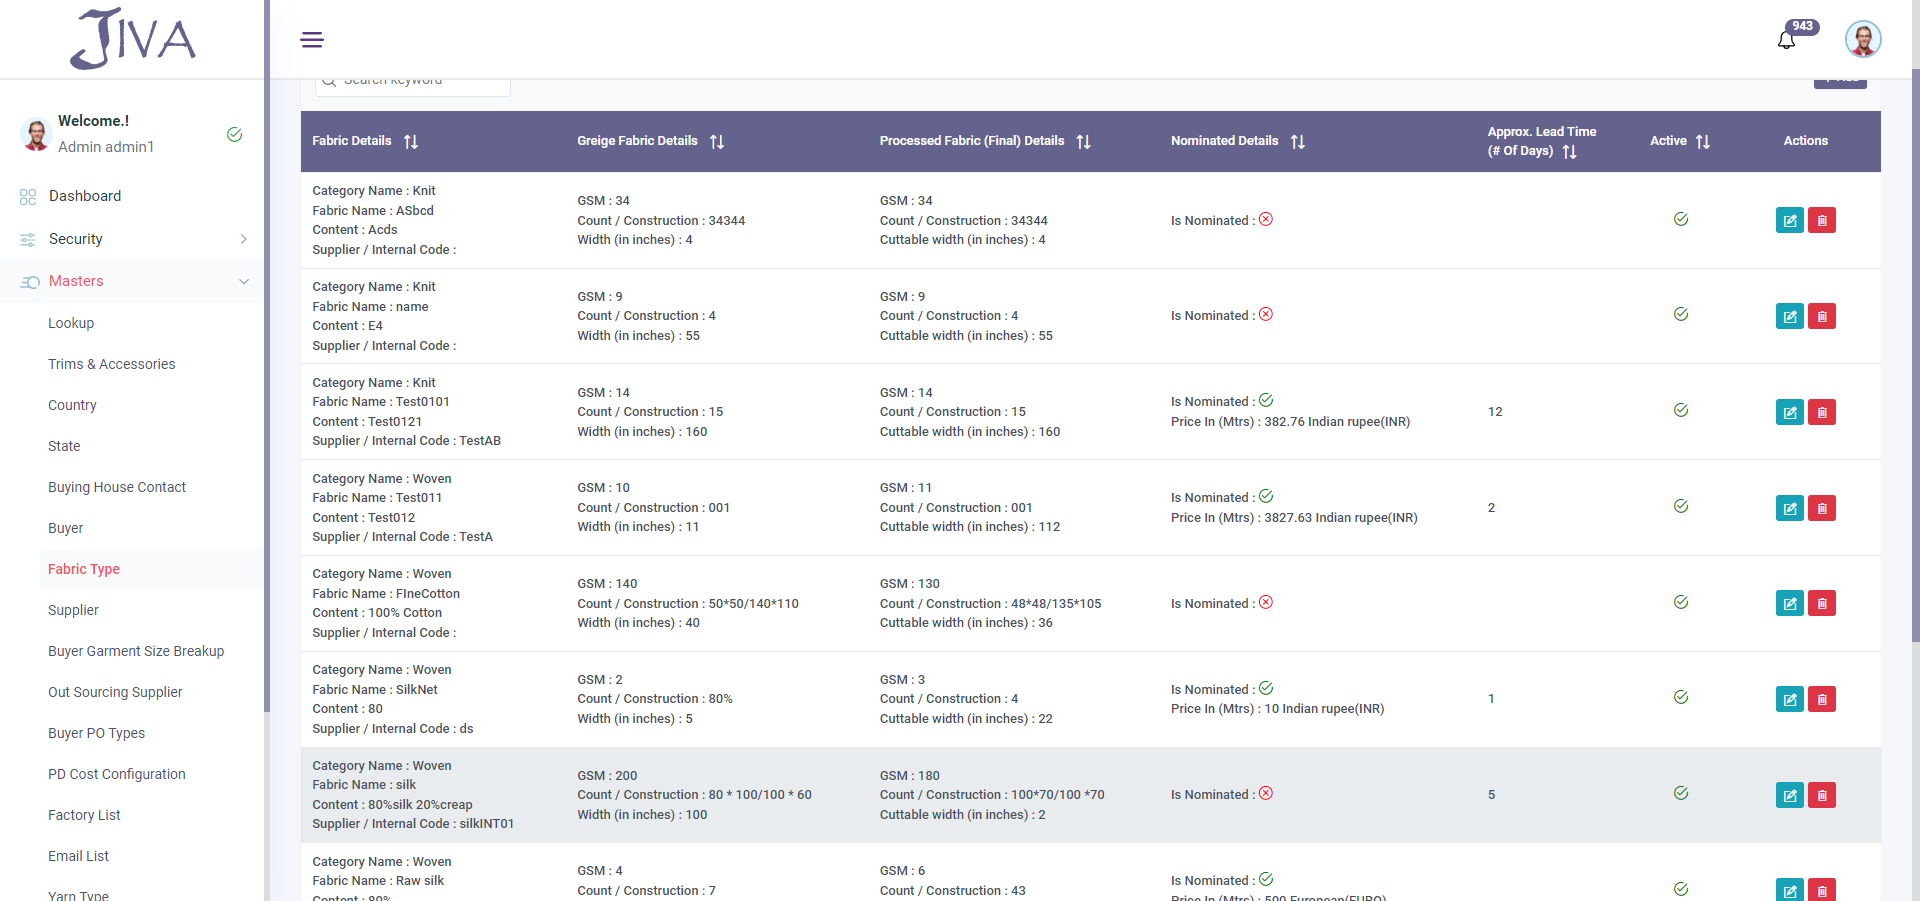 JIVA
943
Search keyword
Welcome.!
Admin admin1
Dashboard
Security
Masters
Lookup
Trims & Accessories
Country
State
Buying House Contact
Buyer
Fabric Type
Supplier
Buyer Garment Size Breakup
Out Sourcing Supplier
Buyer PO Types
PD Cost Configuration
Factory List
Email List
Yarn Type
Fabric Details
Greige Fabric Details
Processed Fabric (Final) Details
Nominated Details
Approx. Lead Time
(# Of Days)
Active
Actions
Category Name : Knit
Fabric Name : ASbcd
Content : Acds
Supplier / Internal Code :
GSM : 34
Count / Construction : 34344
Width (in inches) : 4
GSM : 34
Count / Construction : 34344
Cuttable width (in inches) : 4
Is Nominated :
Category Name : Knit
Fabric Name : name
Content : E4
Supplier / Internal Code :
GSM : 9
Count / Construction : 4
Width (in inches) : 55
GSM : 9
Count / Construction : 4
Cuttable width (in inches) : 55
Is Nominated :
Category Name : Knit
Fabric Name : Test0101
Content : Test0121
Supplier / Internal Code : TestAB
GSM : 14
Count / Construction : 15
Width (in inches) : 160
GSM : 14
Count / Construction : 15
Cuttable width (in inches) : 160
Is Nominated :
Price In (Mtrs) : 382.76 Indian rupee(INR)
12
Category Name : Woven
Fabric Name : Test011
Content : Test012
Supplier / Internal Code : TestA
GSM : 10
Count / Construction : 001
Width (in inches) : 11
GSM : 11
Count / Construction : 001
Cuttable width (in inches) : 112
Is Nominated :
Price In (Mtrs) : 3827.63 Indian rupee(INR)
2
Category Name : Woven
Fabric Name : FIneCotton
Content : 100% Cotton
Supplier / Internal Code :
GSM : 140
Count / Construction : 50*50/140*110
Width (in inches) : 40
GSM : 130
Count / Construction : 48*48/135*105
Cuttable width (in inches) : 36
Is Nominated :
Category Name : Woven
Fabric Name : SilkNet
Content : 80
Supplier / Internal Code : ds
GSM : 2
Count / Construction : 80%
Width (in inches) : 5
GSM : 3
Count / Construction : 4
Cuttable width (in inches) : 22
Is Nominated :
Price In (Mtrs) : 10 Indian rupee(INR)
1
Category Name : Woven
Fabric Name : silk
Content : 80%silk 20%creap
Supplier / Internal Code : silkINT01
GSM : 200
Count / Construction : 80 * 100/100 * 60
Width (in inches) : 100
GSM : 180
Count / Construction : 100*70/100 *70
Cuttable width (in inches) : 2
Is Nominated :
5
Category Name : Woven
Fabric Name : Raw silk
Content : 80%
GSM : 4
Count / Construction : 7
GSM : 6
Count / Construction : 43
Is Nominated :
Price In (Mtrs) : 500 European(EURO)